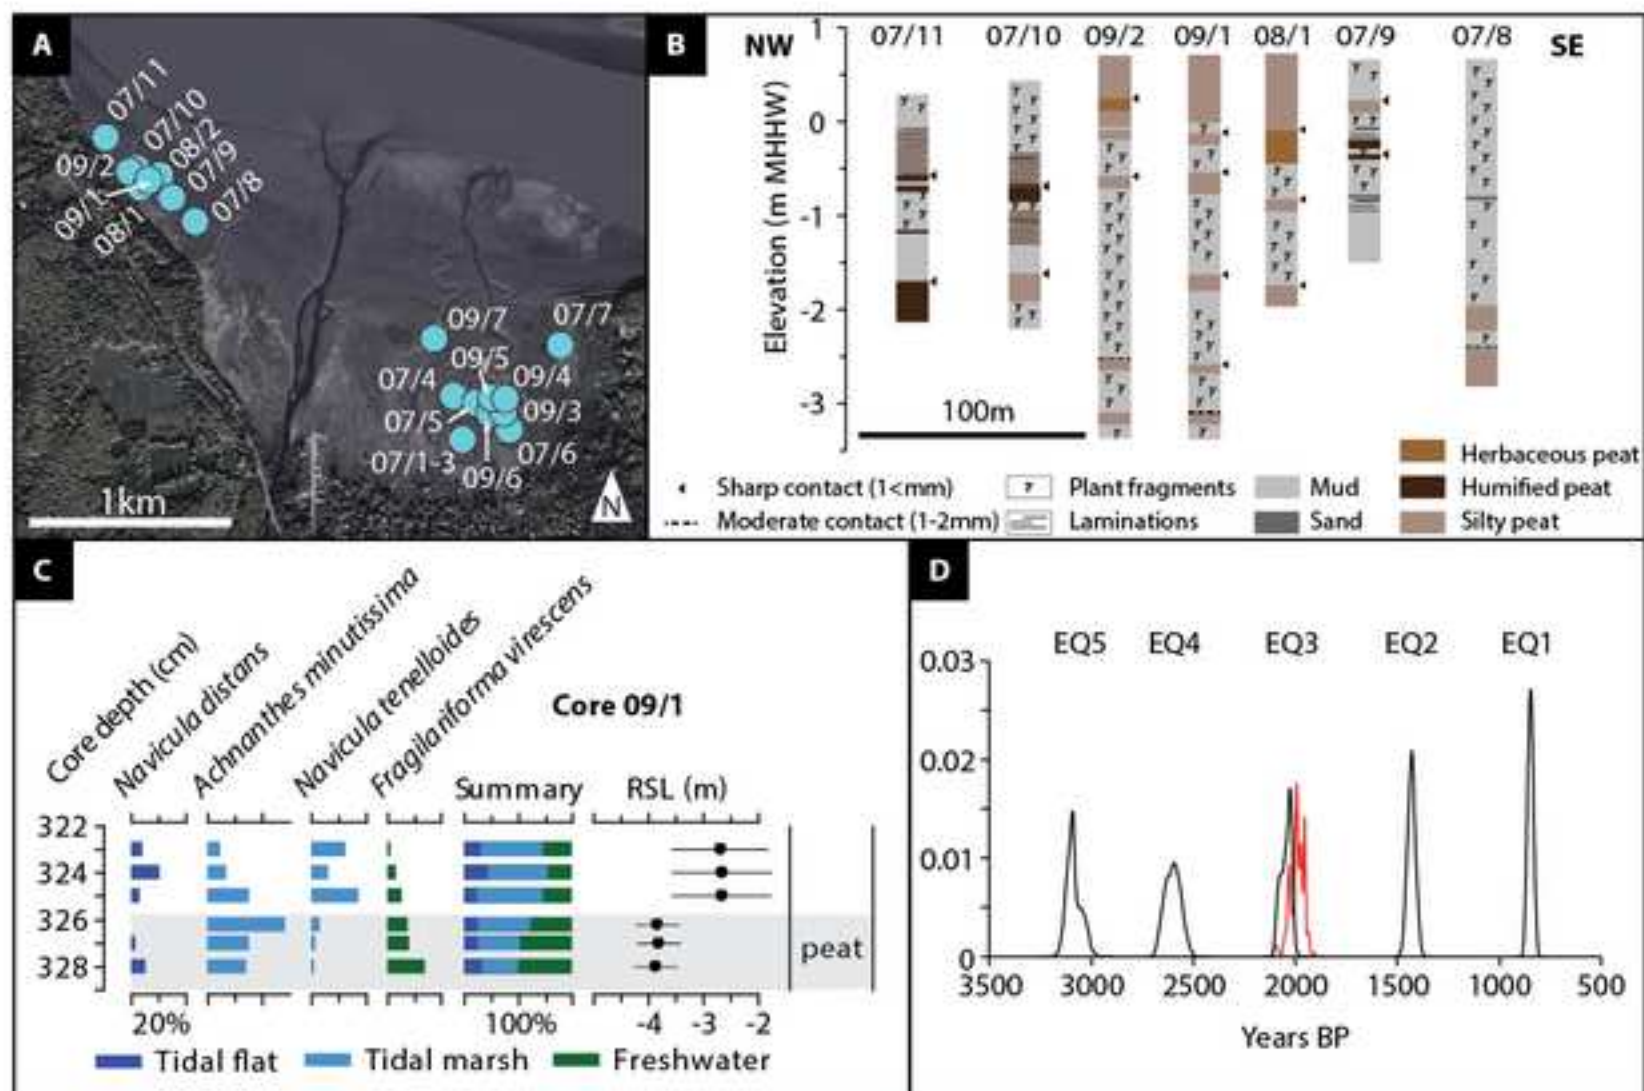 A
07/11
07/10
08/2
09/2
07/9
09/1
07/8
08/1
09/7
07/7
09/5
07/4
09/4
07/5
09/3
07/1-3
07/6
09/6
1km
N
B
NW
07/11
07/10
09/2
09/1
08/1
07/9
07/8
SE
Elevation (m MHHW)
1
0
-1
-2
-3
100m
Sharp contact (1<mm)
Moderate contact (1-2mm)
Plant fragments
Laminations
Mud
Sand
Herbaceous peat
Humified peat
Silty peat
C
Core depth (cm)
Navicula distans
Achnanthes minutissima
Navicula tenelloides
Fragilariforma virescens
Core 09/1
Summary
RSL (m)
322
324
326
328
peat
20%
100%
-4 -3 -2
Tidal flat
Tidal marsh
Freshwater
D
EQ5 EQ4 EQ3 EQ2 EQ1
0.03
0.02
0.01
0
3500 3000 2500 2000 1500 1000 500
Years BP